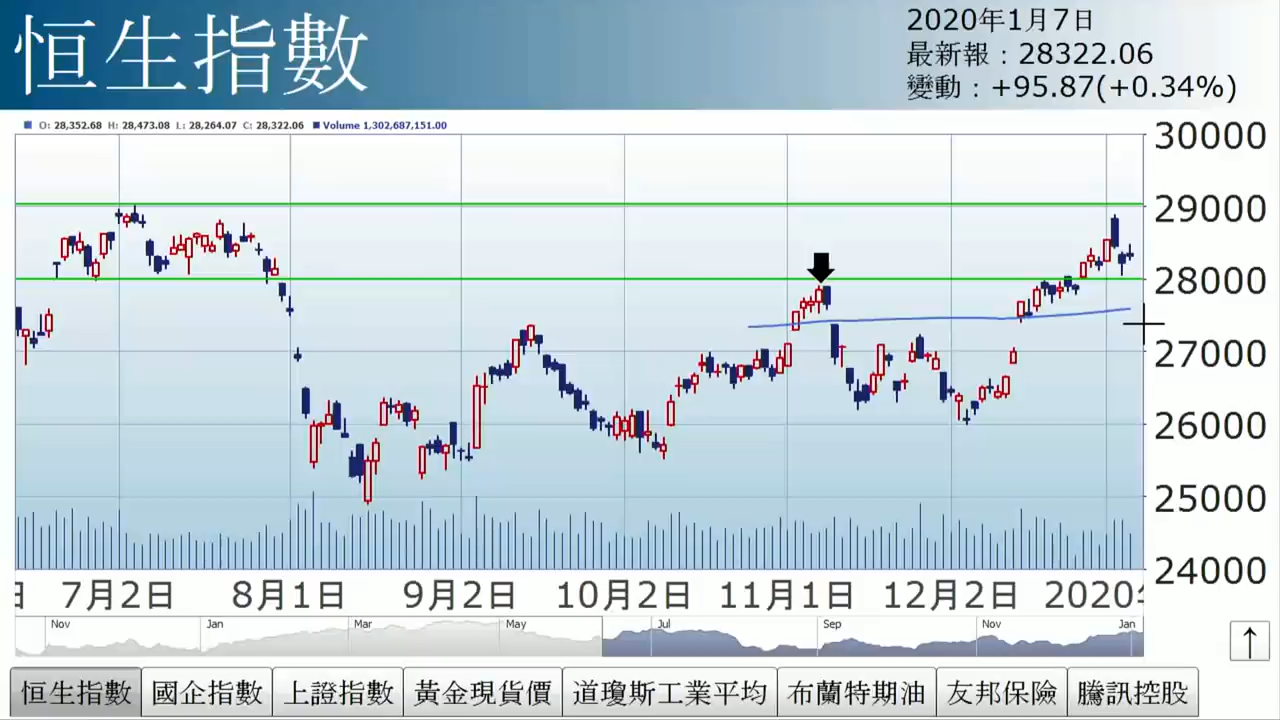 恒生指數
2020年1月7日
最新報：28322.06
變動：+95.87(+0.34%)
O: 28,352.68 H: 28,473.08 L: 28,264.07 C: 28,322.06 Volume 1,302,687,151.00
30000
29000
28000
27000
26000
25000
24000
日 7月2日 8月1日 9月2日 10月2日 11月1日 12月2日 2020
Nov Jan Mar May Jul Sep Nov Jan
↑
恒生指數 國企指數 上證指數 黃金現貨價 道瓊斯工業平均 布蘭特期油 友邦保險 騰訊控股